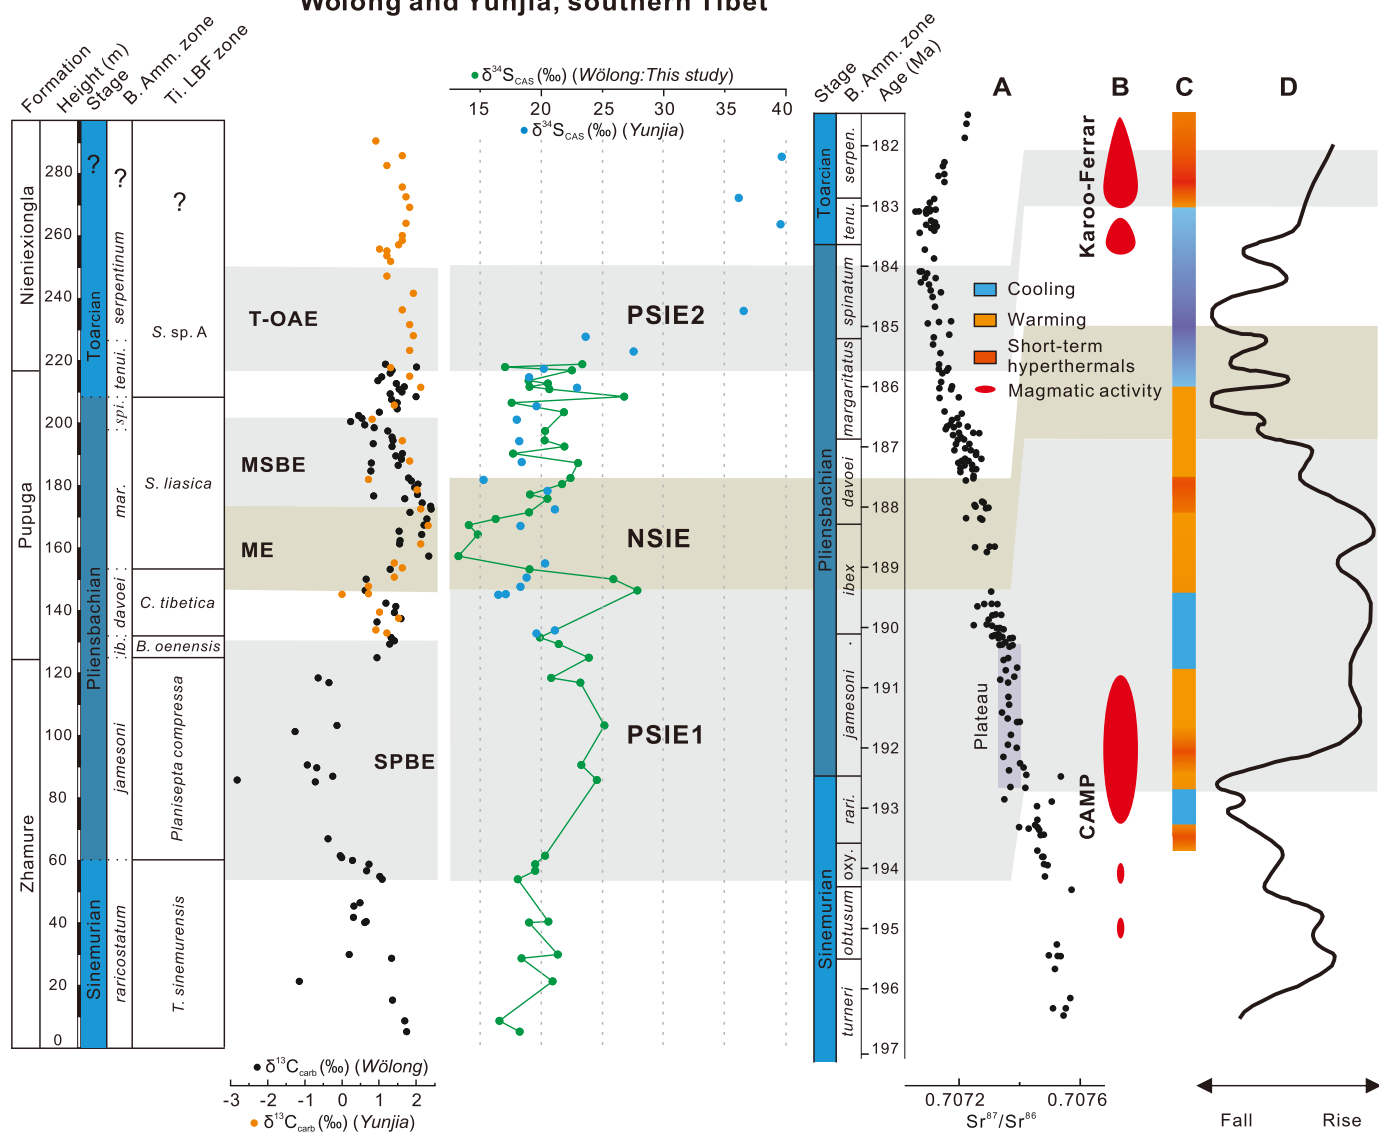 Wölong and Yunjia, southern Tibet
Formation
Height (m)
Stage
B. Amm. zone
Ti. LBF zone
δ³⁴S_CAS (‰) (Wölong:This study)
15 20 25 30 35 40
δ³⁴S_CAS (‰) (Yunjia)
Stage
B. Amm. zone
Age (Ma)
A
B
C
D
Nieniexiongla
Pupuga
Zhamure
280
260
240
220
200
180
160
140
120
100
80
60
40
20
0
?
Toarcian
Pliensbachian
Sinemurian
?
serpentinum
tenui.
spi.
mar.
davoei
ib.
jamesoni
raricostatum
?
S. sp. A
S. liasica
C. tibetica
B. oenensis
Planisepta compressa
T. sinemurensis
T-OAE
MSBE
ME
SPBE
PSIE2
NSIE
PSIE1
Toarcian
Pliensbachian
Sinemurian
serpen.
tenui.
spinatum
margaritatus
davoei
ibex
jamesoni
rari.
oxy.
obtusum
turneri
182
183
184
185
186
187
188
189
190
191
192
193
194
195
196
197
Plateau
Karoo-Ferrar
CAMP
Cooling
Warming
Short-term
hyperthermals
Magmatic activity
δ¹³C_carb (‰) (Wölong)
-3 -2 -1 0 1 2
δ¹³C_carb (‰) (Yunjia)
0.7072 0.7076
Sr⁸⁷/Sr⁸⁶
Fall Rise